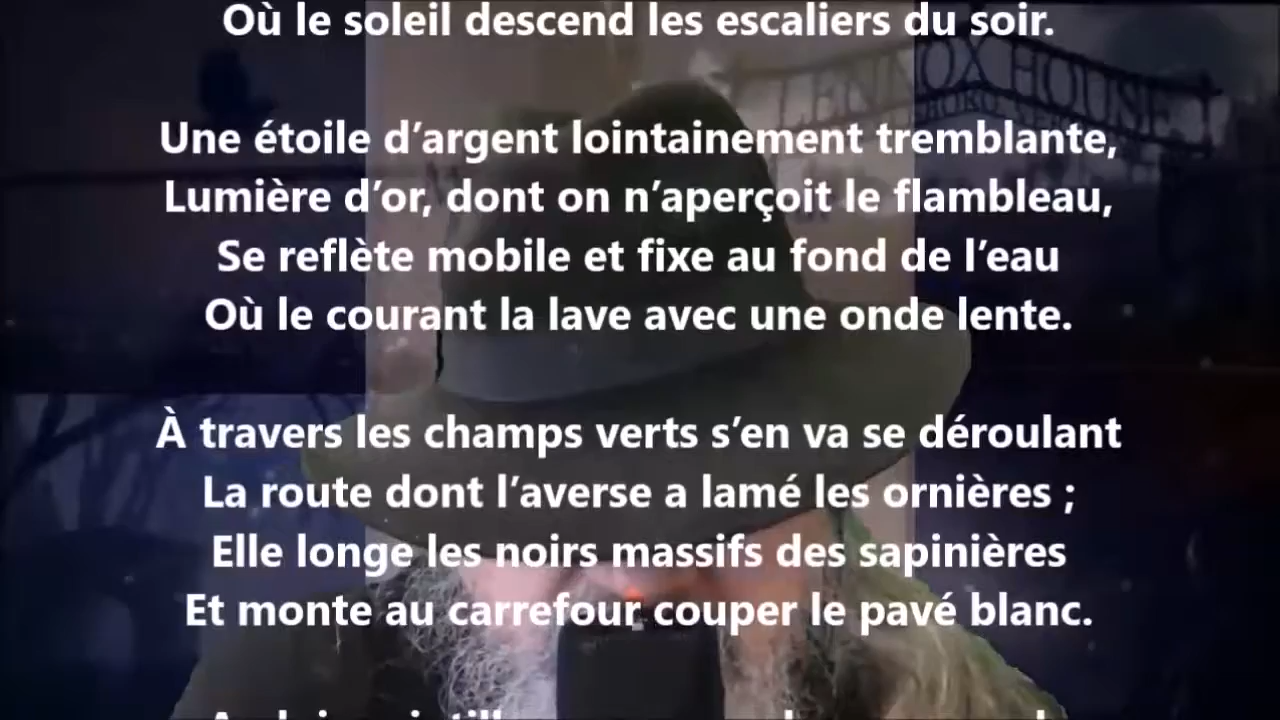 Où le soleil descend les escaliers du soir.
Une étoile d’argent lointainement tremblante,
Lumière d’or, dont on n’aperçoit le flambleau,
Se reflète mobile et fixe au fond de l’eau
Où le courant la lave avec une onde lente.
À travers les champs verts s’en va se déroulant
La route dont l’averse a lamé les ornières ;
Elle longe les noirs massifs des sapinières
Et monte au carrefour couper le pavé blanc.
LENNOX HOUSE